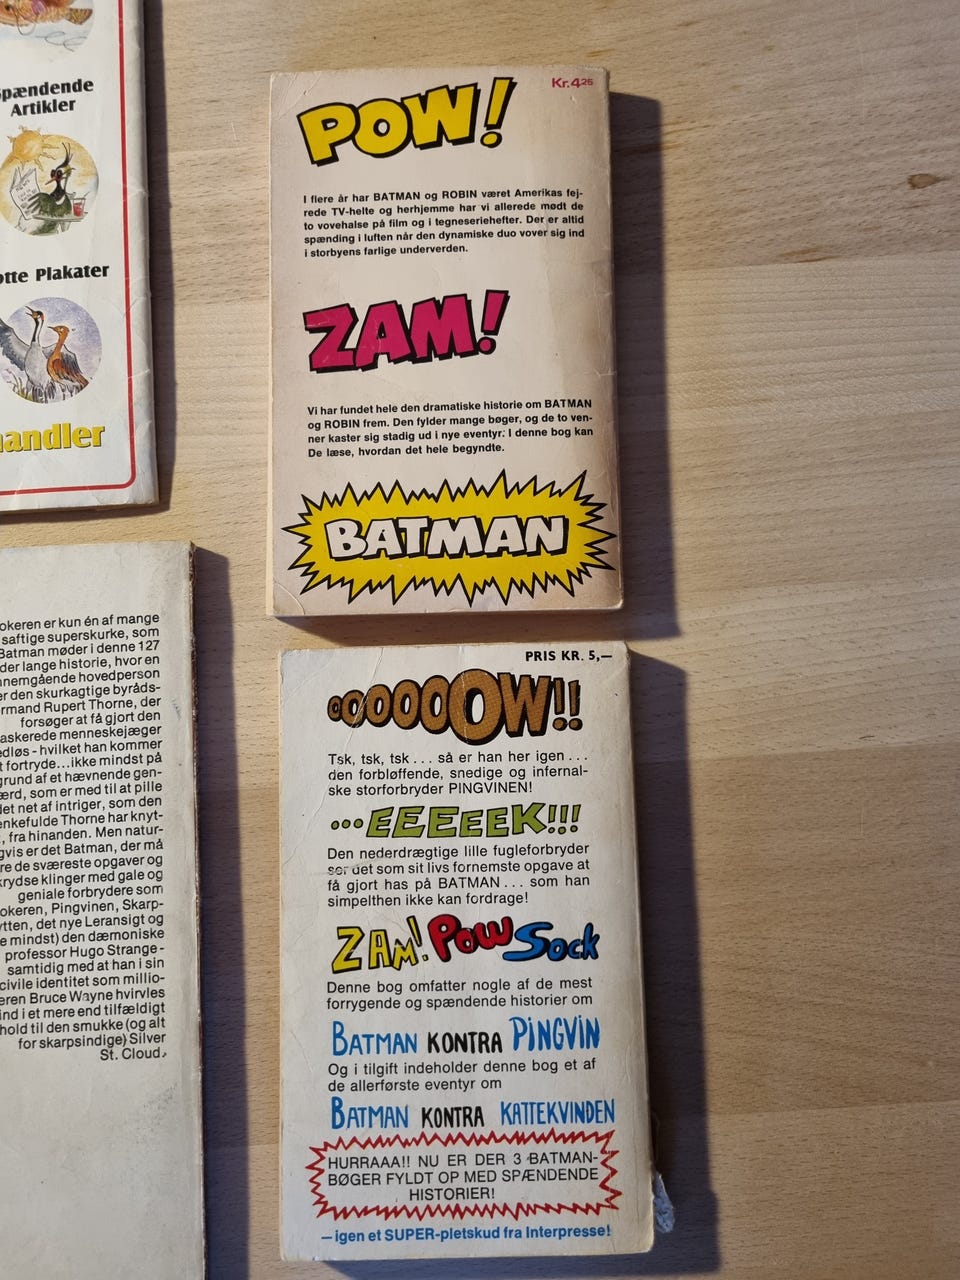 Spændende
Artikler
Plakater
handler
okeren er kun én af mange
saftige superskurke, som
Batman møder i denne 127
der lange historie, hvor en
nnemgående hovedperson
er den skurkagtige byråds-
rmand Rupert Thorne, der
forsøger at få gjort den
askerede menneskejæger
edløs - hvilket han kommer
t fortryde...ikke mindst på
grund af et hævnende gen-
ærd, som er med til at pille
det net af intriger, som den
enkefulde Thorne har knyt-
, fra hinanden. Men natur-
gvis er det Batman, der må
re de sværeste opgaver og
krydse klinger med gale og
geniale forbrydere som
okeren, Pingvinen, Skarp-
ytten, det nye Leransigt og
e mindst) den dæmoniske
professor Hugo Strange -
samtidig med at han i sin
civile identitet som millio-
eren Bruce Wayne hvirvles
ind i et mere end tilfældigt
hold til den smukke (og alt
for skarpsindige) Silver
St. Cloud.
Kr. 4 25
POW!
I flere år har BATMAN og ROBIN været Amerikas fej-
rede TV-helte og herhjemme har vi allerede mødt de
to vovehalse på film og i tegneseriehefter. Der er altid
spænding i luften når den dynamiske duo vover sig ind
i storbyens farlige underverden.
ZAM!
Vi har fundet hele den dramatiske historie om BATMAN
og ROBIN frem. Den fylder mange bøger, og de to ven-
ner kaster sig stadig ud i nye eventyr. I denne bog kan
De læse, hvordan det hele begyndte.
BATMAN
PRIS KR. 5,—
OOOOOOOW!!
Tsk, tsk, tsk . . . så er han her igen . . .
den forbløffende, snedige og infernal-
ske storforbryder PINGVINEN!
...EEEEEEK!!!
Den nederdrægtige lille fugleforbryder
ser det som sit livs fornemste opgave at
få gjort has på BATMAN . . . som han
simpelthen ikke kan fordrage!
ZAM! POW SOCK
Denne bog omfatter nogle af de mest
forrygende og spændende historier om
BATMAN KONTRA PINGVIN
Og i tilgift indeholder denne bog et af
de allerførste eventyr om
BATMAN KONTRA KATTEKVINDEN
HURRAAA!! NU ER DER 3 BATMAN-
BØGER FYLDT OP MED SPÆNDENDE
HISTORIER!
—igen et SUPER-pletskud fra Interpresse!